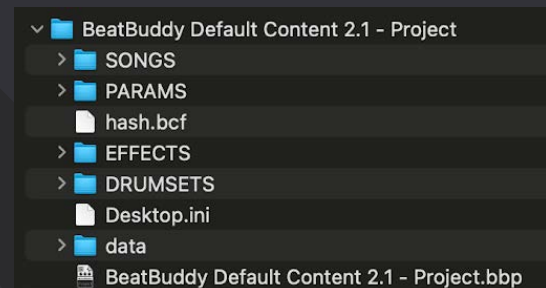 BeatBuddy Default Content 2.1 - Project
SONGS
PARAMS
hash.bcf
EFFECTS
DRUMSETS
Desktop.ini
data
BeatBuddy Default Content 2.1 - Project.bbp